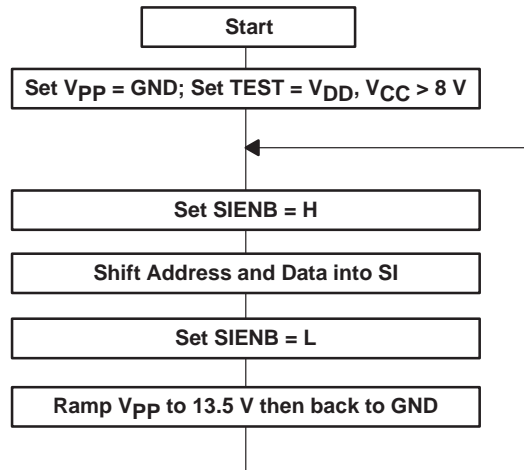 Start
Set VPP = GND; Set TEST = VDD, VCC > 8 V
Set SIENB = H
Shift Address and Data into SI
Set SIENB = L
Ramp VPP to 13.5 V then back to GND